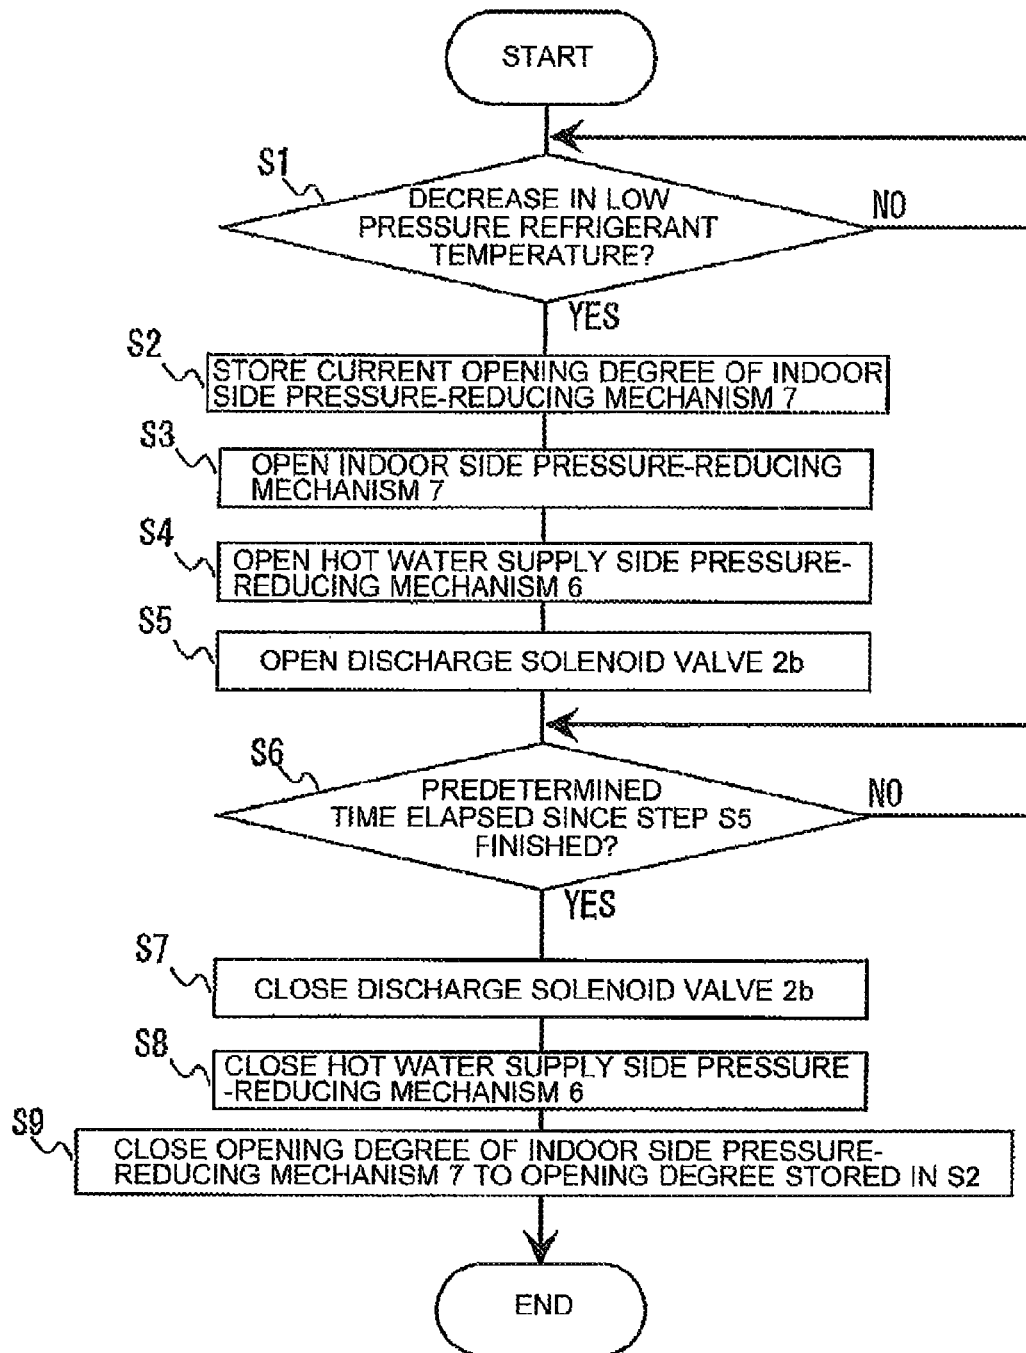 START
S1
DECREASE IN LOW
PRESSURE REFRIGERANT
TEMPERATURE?
NO
YES
S2
STORE CURRENT OPENING DEGREE OF INDOOR
SIDE PRESSURE-REDUCING MECHANISM 7
S3
OPEN INDOOR SIDE PRESSURE-REDUCING
MECHANISM 7
S4
OPEN HOT WATER SUPPLY SIDE PRESSURE-
REDUCING MECHANISM 6
S5
OPEN DISCHARGE SOLENOID VALVE 2b
S6
PREDETERMINED
TIME ELAPSED SINCE STEP S5
FINISHED?
NO
YES
S7
CLOSE DISCHARGE SOLENOID VALVE 2b
S8
CLOSE HOT WATER SUPPLY SIDE PRESSURE
-REDUCING MECHANISM 6
S9
CLOSE OPENING DEGREE OF INDOOR SIDE PRESSURE-
REDUCING MECHANISM 7 TO OPENING DEGREE STORED IN S2
END